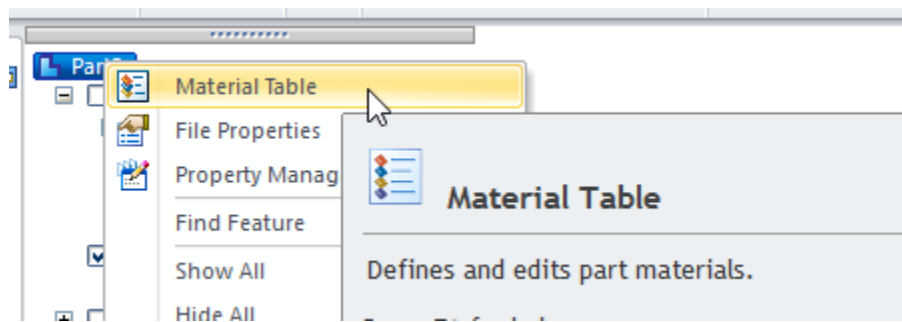 Material Table
File Properties
Property Manag
Find Feature
Show All
Hide All
Material Table
Defines and edits part materials.